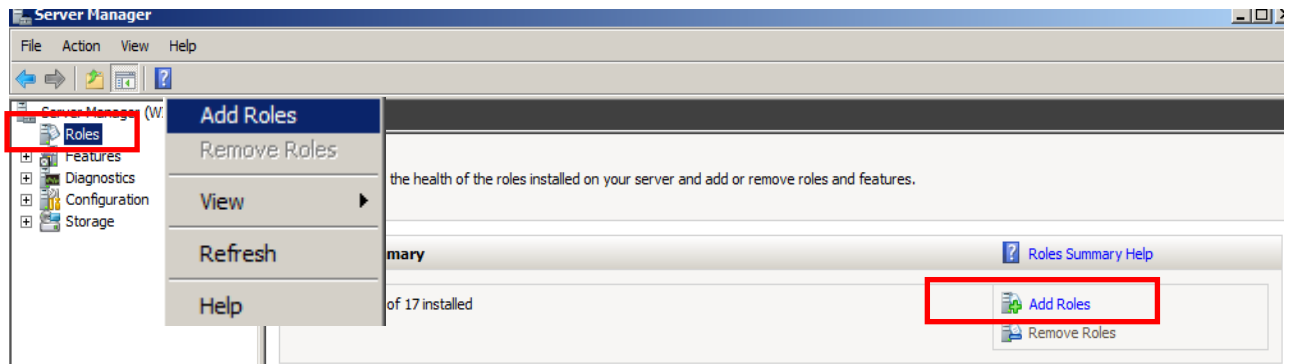 Server Manager
File Action View Help
Server Manager (W
Roles
Features
Diagnostics
Configuration
Storage
Add Roles
Remove Roles
View
Refresh
Help
the health of the roles installed on your server and add or remove roles and features.
mary
Roles Summary Help
of 17 installed
Add Roles
Remove Roles